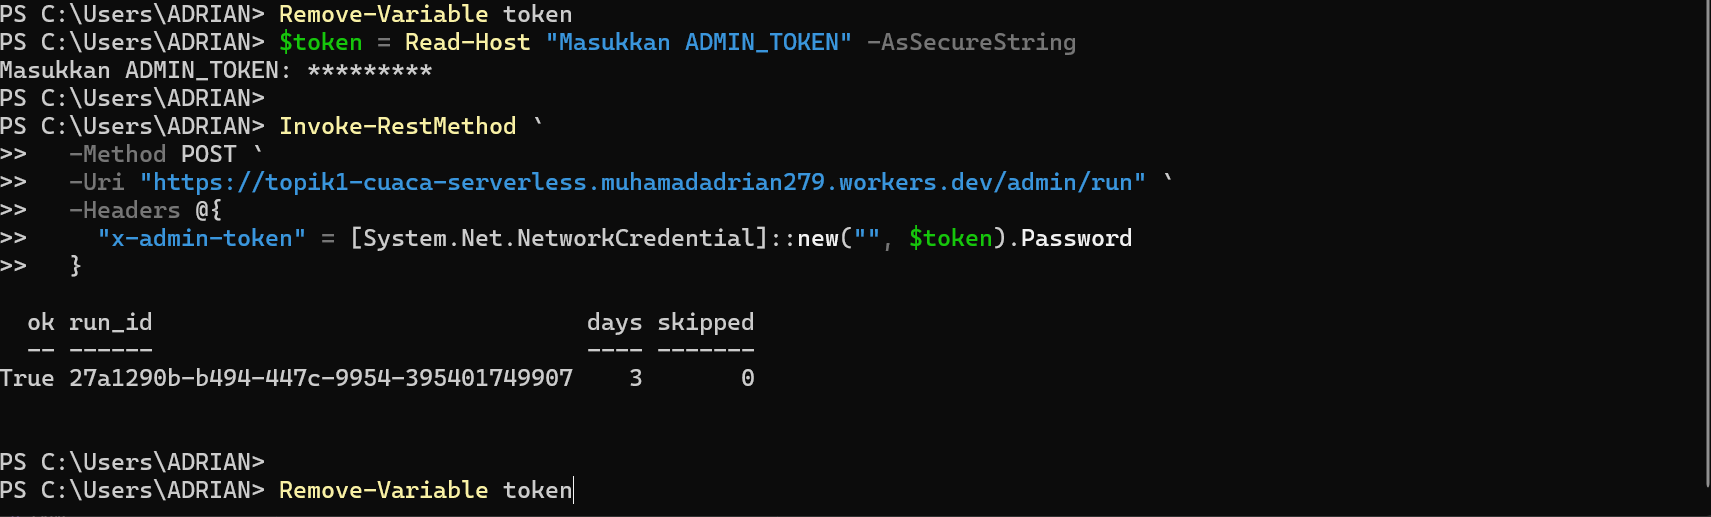 PS C:\Users\ADRIAN> Remove-Variable token
PS C:\Users\ADRIAN> $token = Read-Host "Masukkan ADMIN_TOKEN" -AsSecureString
Masukkan ADMIN_TOKEN: *********
PS C:\Users\ADRIAN>
PS C:\Users\ADRIAN> Invoke-RestMethod `
>>   -Method POST `
>>   -Uri "https://topik1-cuaca-serverless.muhamadadrian279.workers.dev/admin/run" `
>>   -Headers @{
>>     "x-admin-token" = [System.Net.NetworkCredential]::new("", $token).Password
>>   }
  ok run_id                               days skipped
  -- ------                               ---- -------
True 27a1290b-b494-447c-9954-395401749907    3       0
PS C:\Users\ADRIAN>
PS C:\Users\ADRIAN> Remove-Variable token